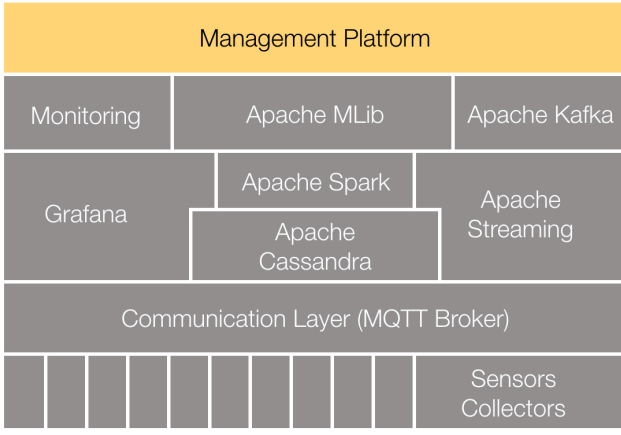 Management Platform
Monitoring
Apache MLib
Apache Kafka
Grafana
Apache Spark
Apache
Streaming
Apache
Cassandra
Communication Layer (MQTT Broker)
Sensors
Collectors